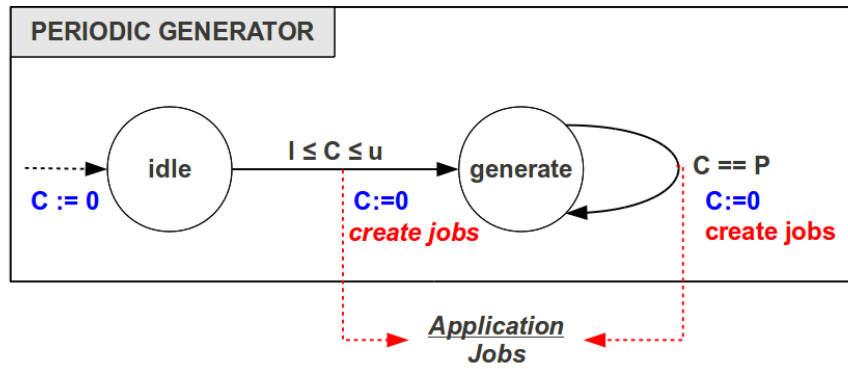 PERIODIC GENERATOR
idle
C := 0
l ≤ C ≤ u
C:=0
create jobs
generate
C == P
C:=0
create jobs
Application
Jobs